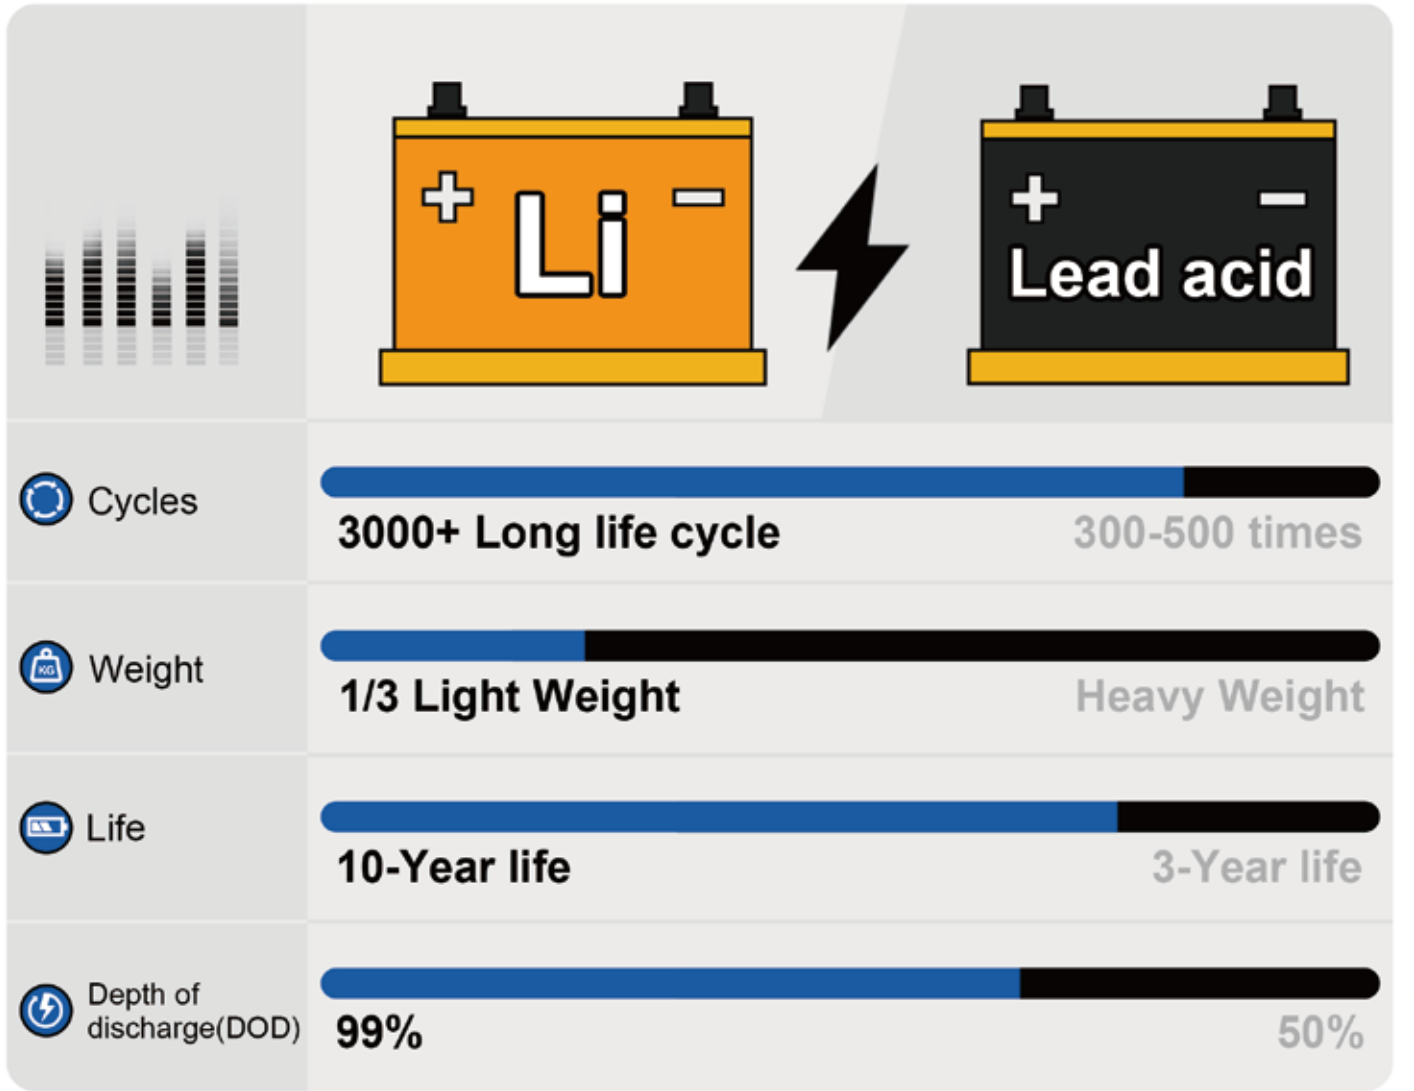 + Li −
+ −
Lead acid
Cycles
3000+ Long life cycle
300-500 times
KG
Weight
1/3 Light Weight
Heavy Weight
Life
10-Year life
3-Year life
Depth of
discharge(DOD)
99%
50%